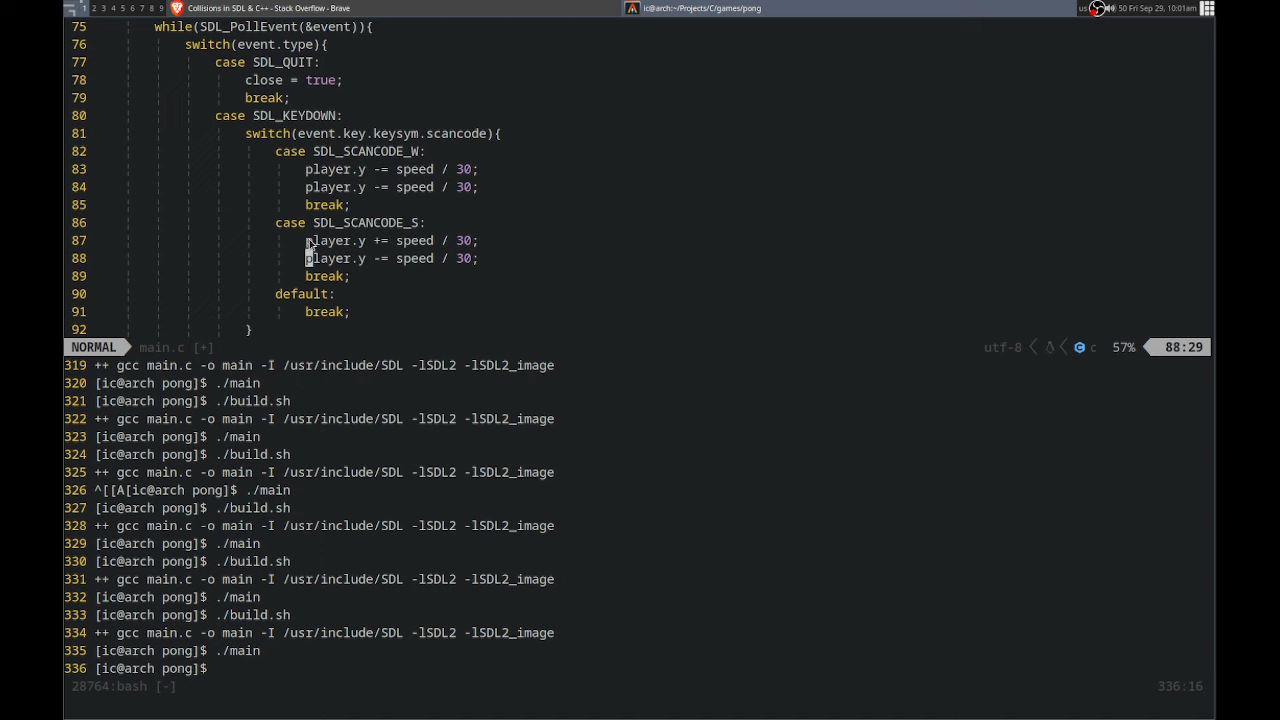 1 2 3 4 5 6 7 8 9 Collisions in SDL & C++ - Stack Overflow - Brave ic@arch:~/Projects/C/games/pong us 50 Fri Sep 29, 10:01am
75 while(SDL_PollEvent(&event)){
76 switch(event.type){
77 case SDL_QUIT:
78 close = true;
79 break;
80 case SDL_KEYDOWN:
81 switch(event.key.keysym.scancode){
82 case SDL_SCANCODE_W:
83 player.y -= speed / 30;
84 player.y -= speed / 30;
85 break;
86 case SDL_SCANCODE_S:
87 player.y += speed / 30;
88 player.y -= speed / 30;
89 break;
90 default:
91 break;
92 }
NORMAL main.c [+] utf-8 c 57% 88:29
319 ++ gcc main.c -o main -I /usr/include/SDL -lSDL2 -lSDL2_image
320 [ic@arch pong]$ ./main
321 [ic@arch pong]$ ./build.sh
322 ++ gcc main.c -o main -I /usr/include/SDL -lSDL2 -lSDL2_image
323 [ic@arch pong]$ ./main
324 [ic@arch pong]$ ./build.sh
325 ++ gcc main.c -o main -I /usr/include/SDL -lSDL2 -lSDL2_image
326 ^[[A[ic@arch pong]$ ./main
327 [ic@arch pong]$ ./build.sh
328 ++ gcc main.c -o main -I /usr/include/SDL -lSDL2 -lSDL2_image
329 [ic@arch pong]$ ./main
330 [ic@arch pong]$ ./build.sh
331 ++ gcc main.c -o main -I /usr/include/SDL -lSDL2 -lSDL2_image
332 [ic@arch pong]$ ./main
333 [ic@arch pong]$ ./build.sh
334 ++ gcc main.c -o main -I /usr/include/SDL -lSDL2 -lSDL2_image
335 [ic@arch pong]$ ./main
336 [ic@arch pong]$
28764:bash [-] 336:16